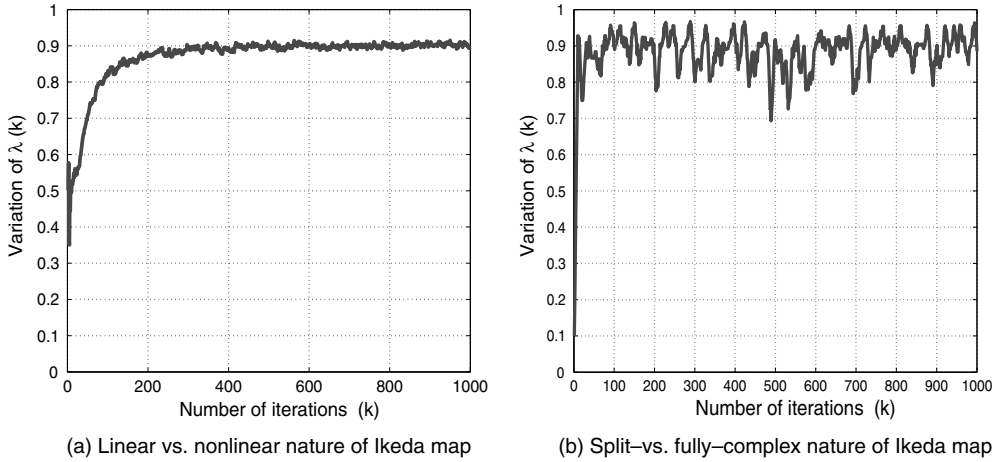 1
0.9
0.8
0.7
0.6
0.5
0.4
0.3
0.2
0.1
0
Variation of λ (k)
0 200 400 600 800 1000
Number of iterations (k)
(a) Linear vs. nonlinear nature of Ikeda map
1
0.9
0.8
0.7
0.6
0.5
0.4
0.3
0.2
0.1
0
Variation of λ (k)
0 100 200 300 400 500 600 700 800 900 1000
Number of iterations (k)
(b) Split–vs. fully–complex nature of Ikeda map